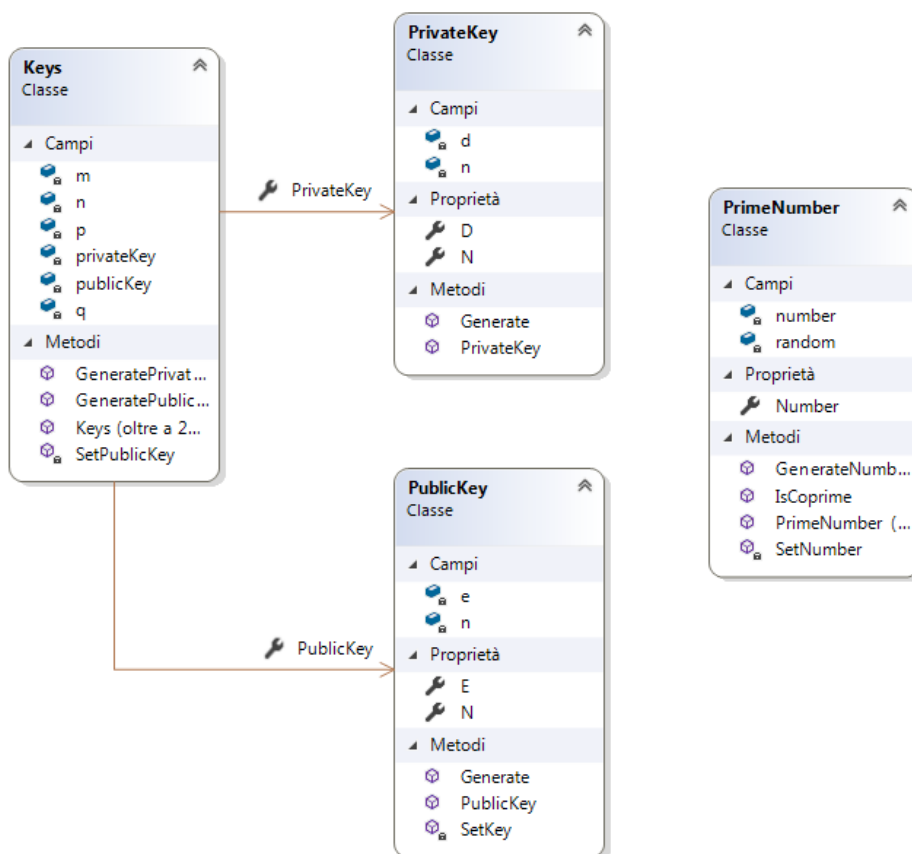 Keys
Classe
Campi
m
n
p
privateKey
publicKey
q
Metodi
GeneratePrivat...
GeneratePublic...
Keys (oltre a 2...
SetPublicKey
PrivateKey
PrivateKey
Classe
Campi
d
n
Proprietà
D
N
Metodi
Generate
PrivateKey
PublicKey
PublicKey
Classe
Campi
e
n
Proprietà
E
N
Metodi
Generate
PublicKey
SetKey
PrimeNumber
Classe
Campi
number
random
Proprietà
Number
Metodi
GenerateNumb...
IsCoprime
PrimeNumber (...
SetNumber